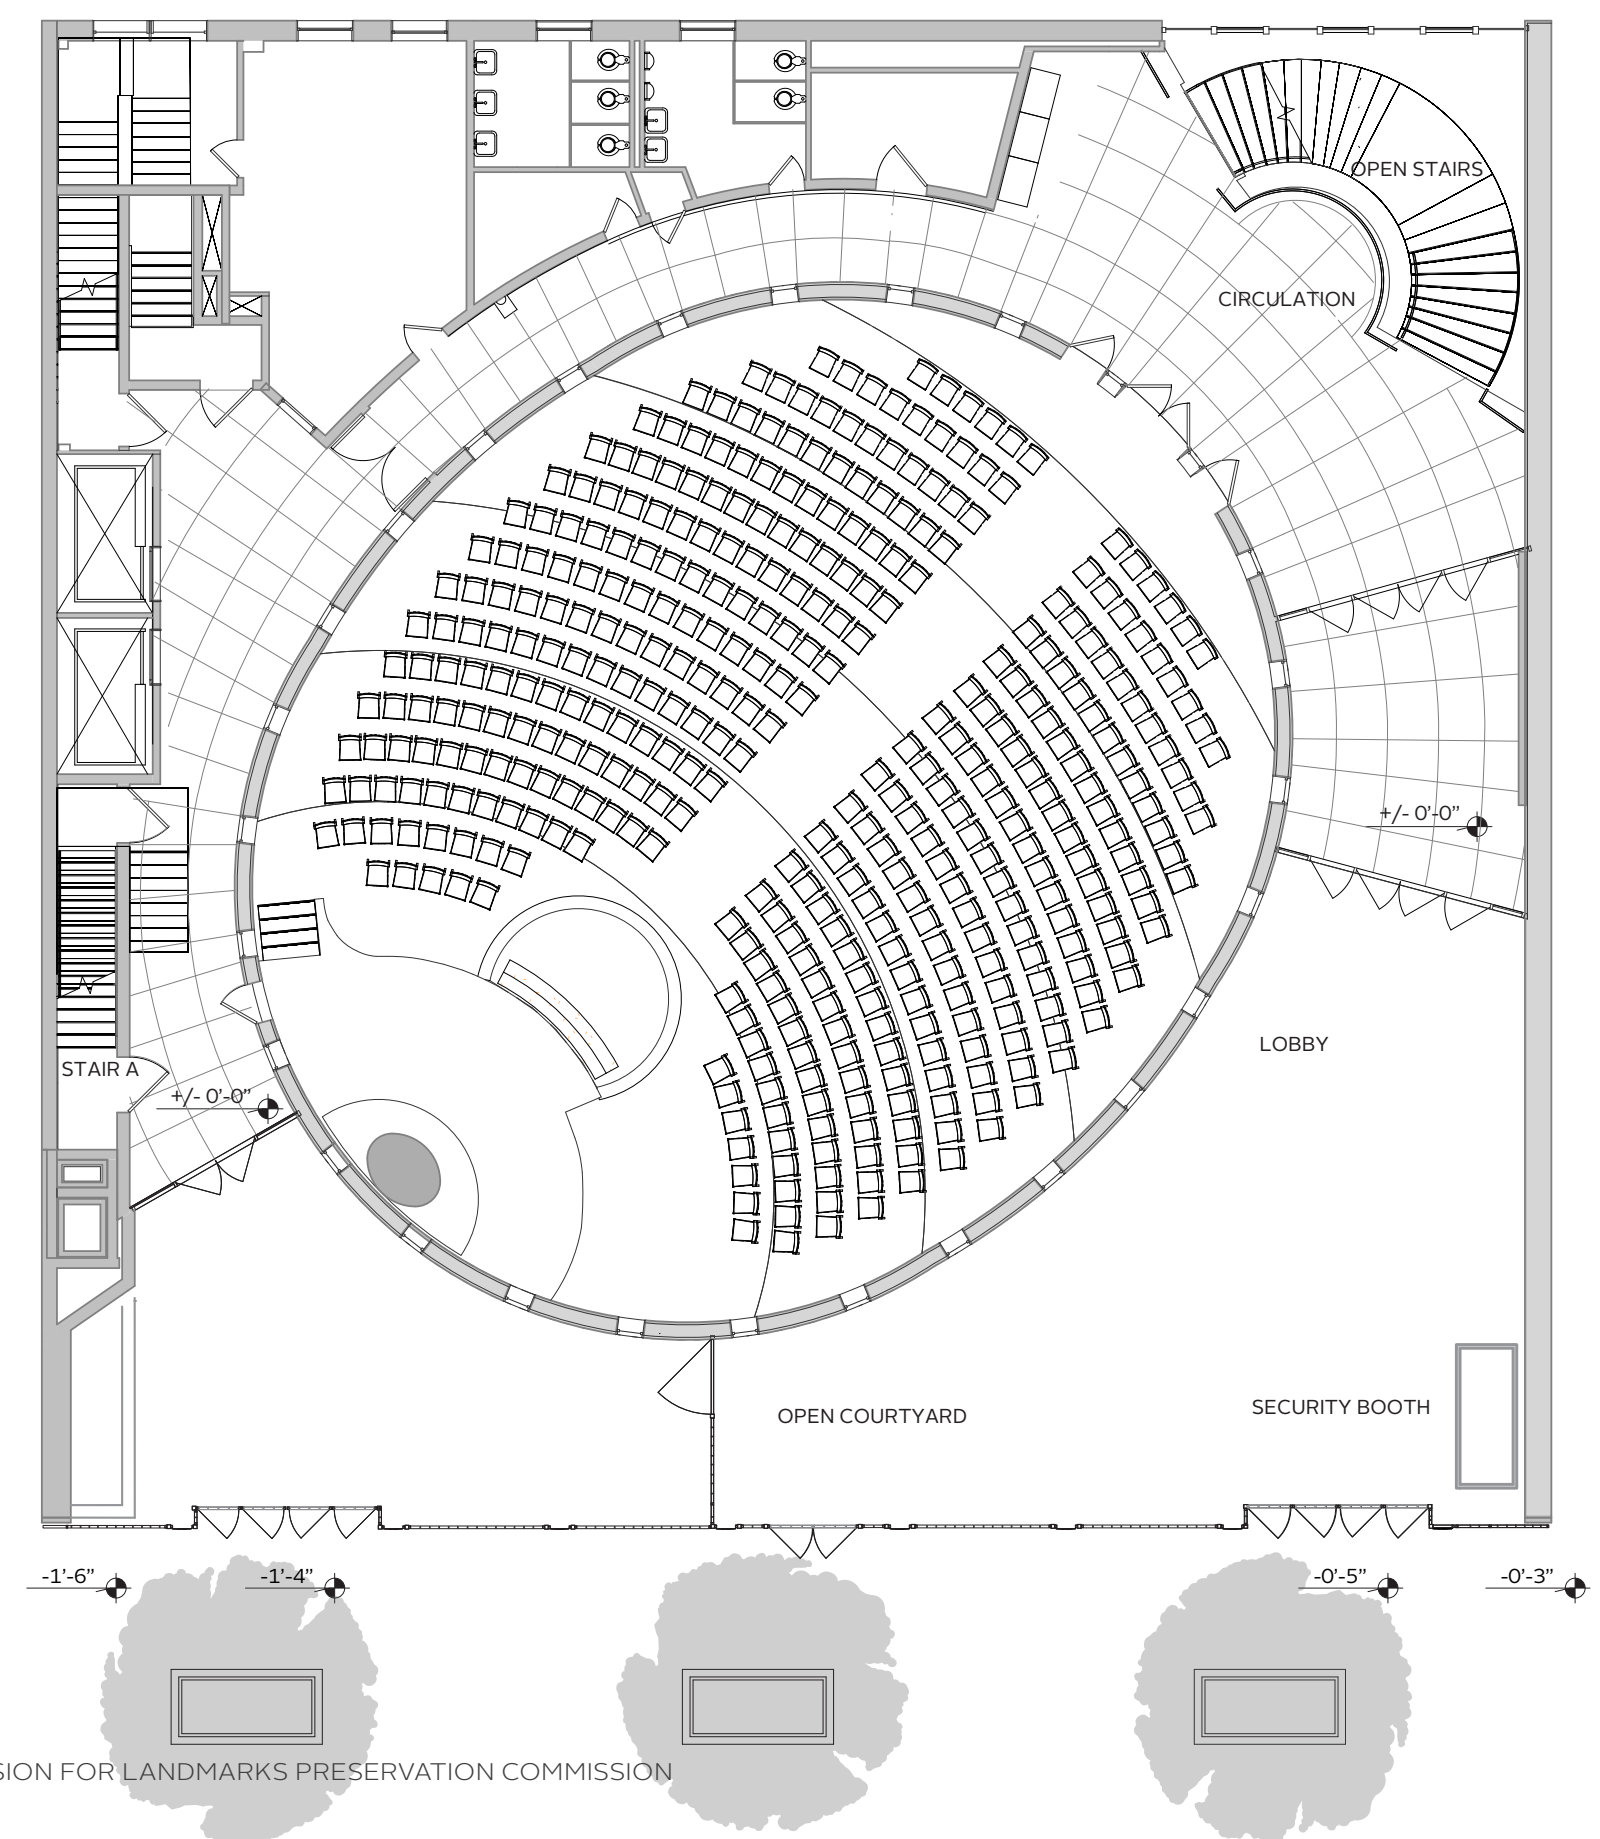 OPEN STAIRS
CIRCULATION
+/- 0'-0"
LOBBY
STAIR A
+/- 0'-0"
SECURITY BOOTH
OPEN COURTYARD
-1'-6"
-1'-4"
-0'-5"
-0'-3"
SION FOR LANDMARKS PRESERVATION COMMISSION